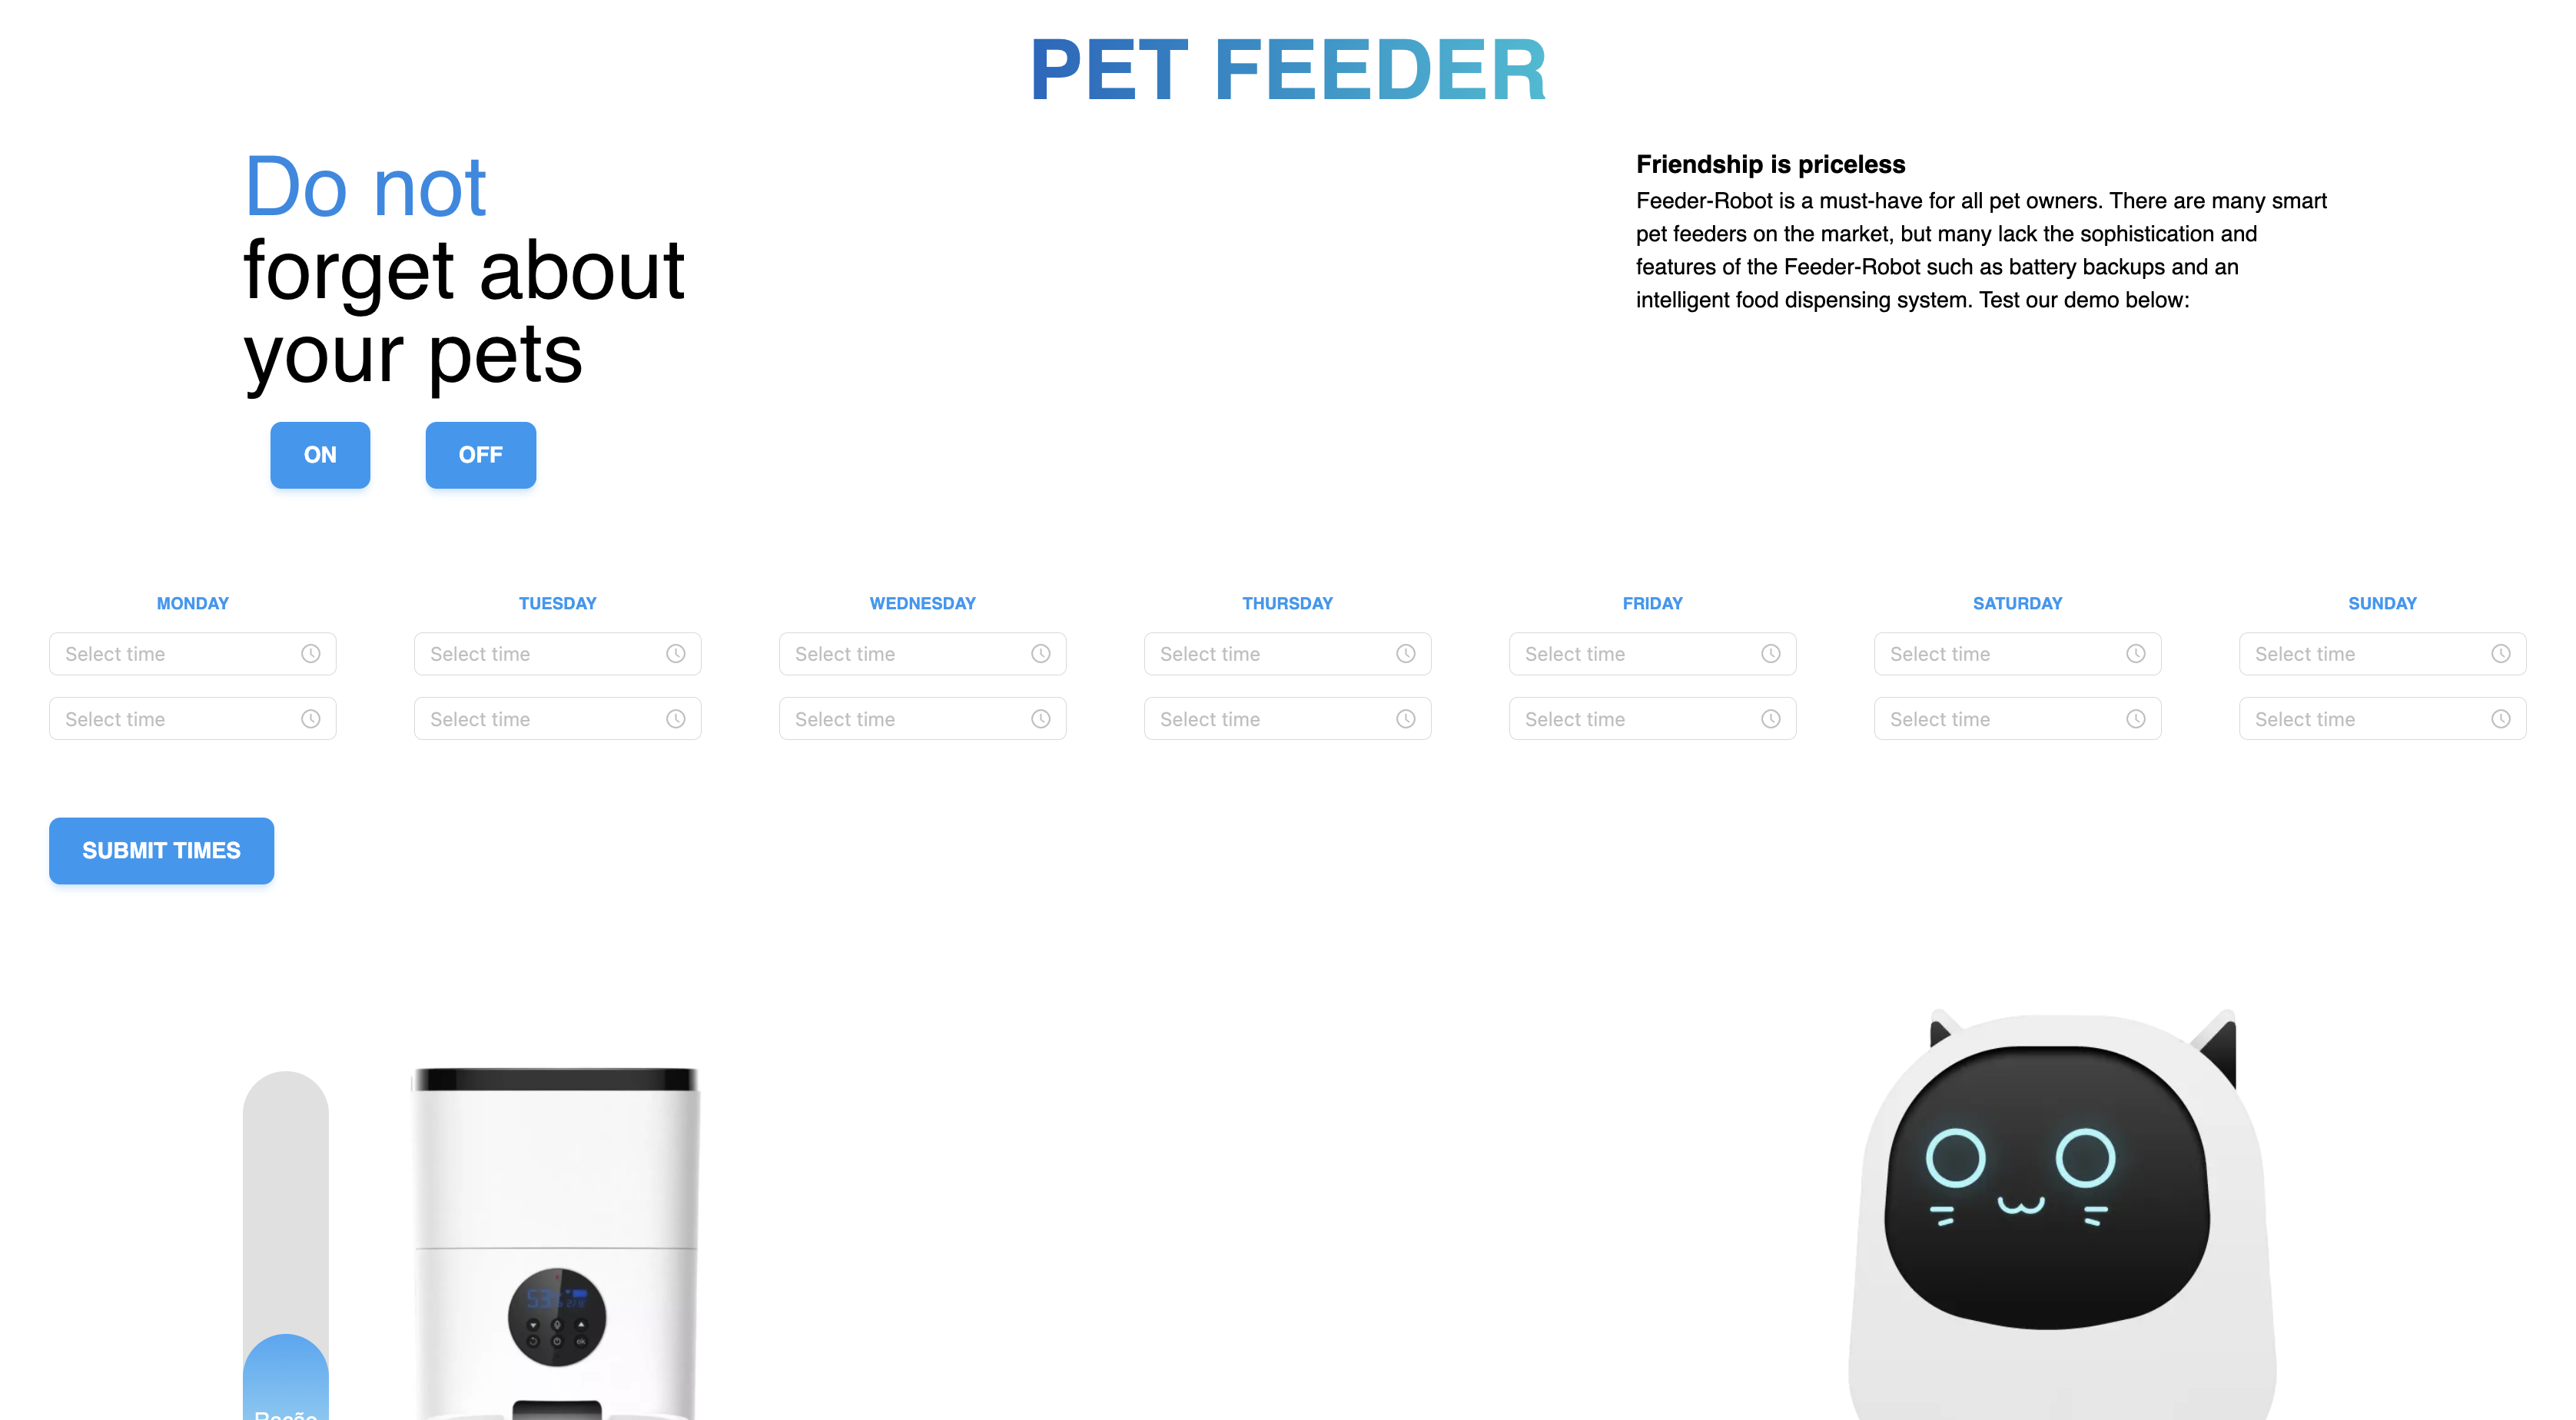 PET FEEDER
Do not
forget about
your pets
Friendship is priceless
Feeder-Robot is a must-have for all pet owners. There are many smart
pet feeders on the market, but many lack the sophistication and
features of the Feeder-Robot such as battery backups and an
intelligent food dispensing system. Test our demo below:
ON OFF
MONDAY TUESDAY WEDNESDAY THURSDAY FRIDAY SATURDAY SUNDAY
Select time Select time Select time Select time Select time Select time Select time
Select time Select time Select time Select time Select time Select time Select time
SUBMIT TIMES
ok
Ração